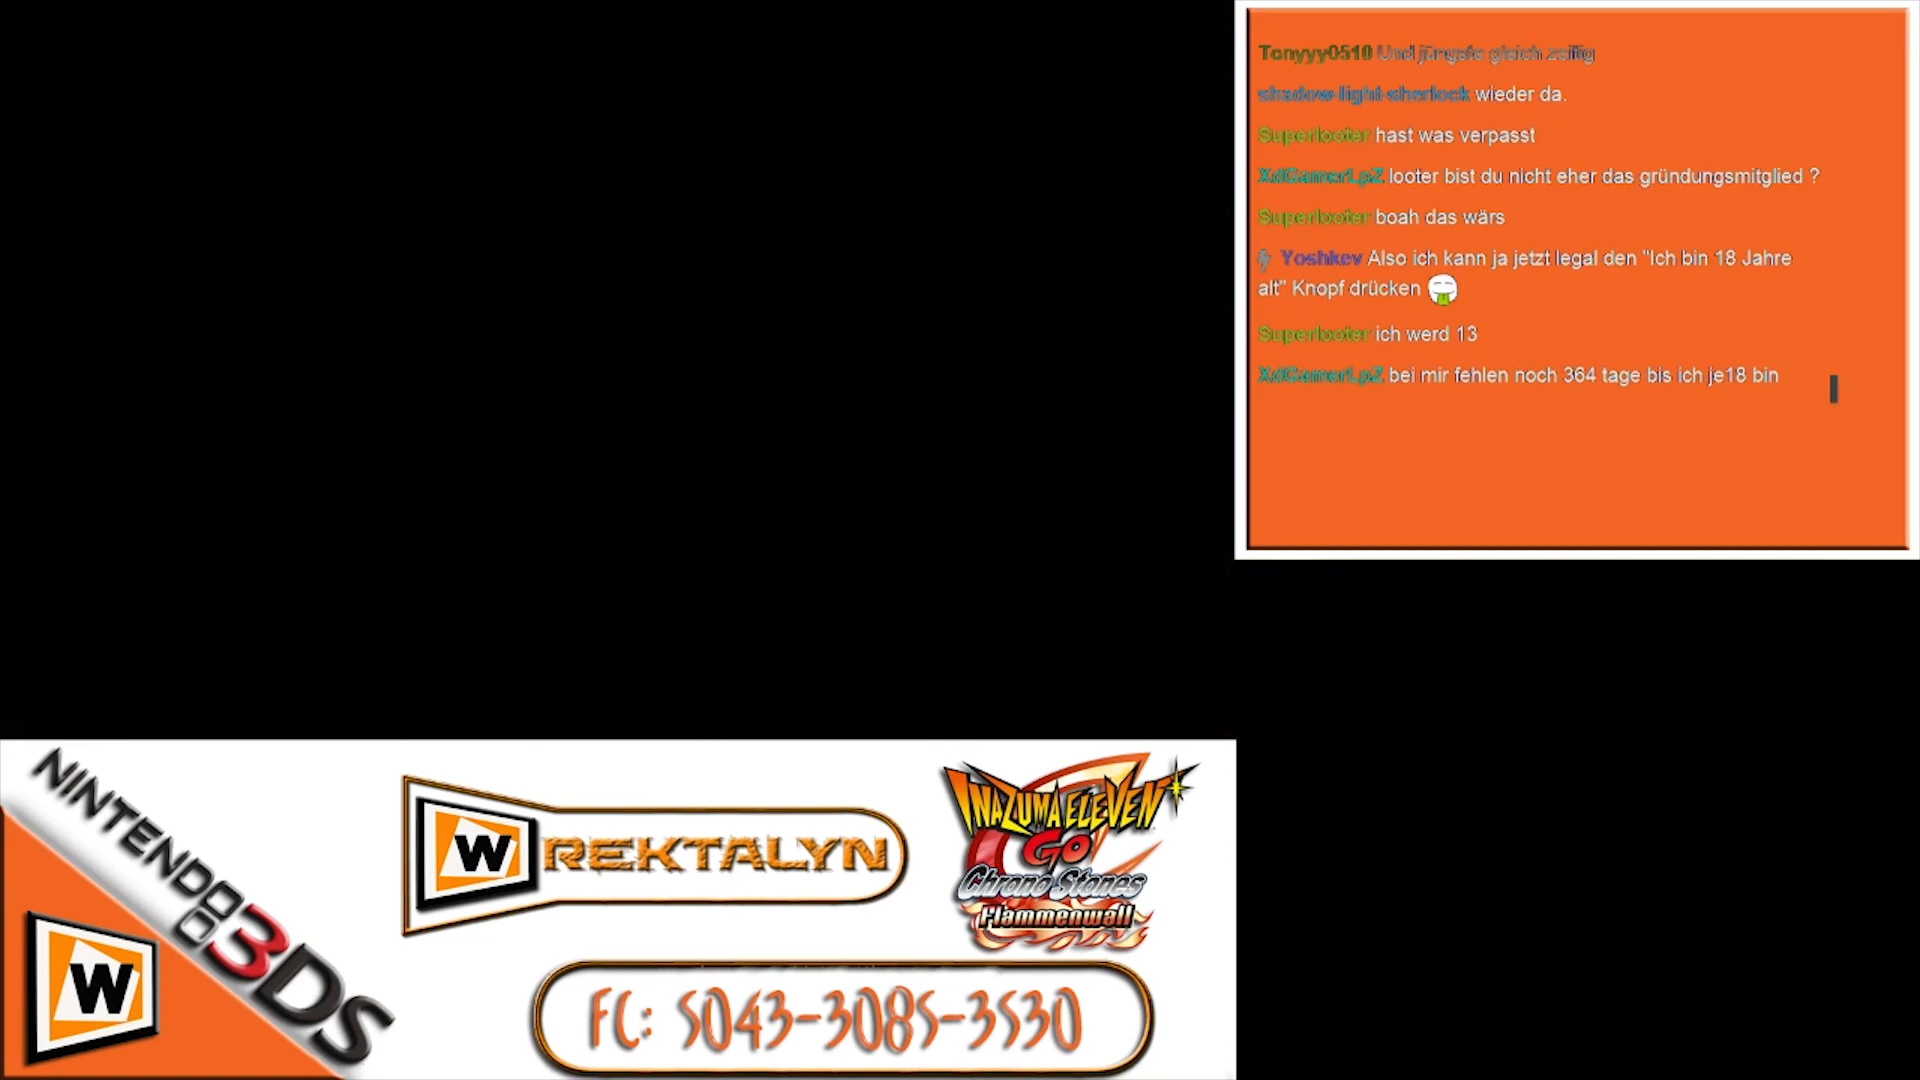 Tonyyy0510 Und jüngste gleich zeitig
shadow-light-sherlock wieder da.
Superlooter hast was verpasst
XdGamerLpZ looter bist du nicht eher das gründungsmitglied ?
Superlooter boah das wärs
Yoshkev Also ich kann ja jetzt legal den "Ich bin 18 Jahre
alt" Knopf drücken
Superlooter ich werd 13
XdGamerLpZ bei mir fehlen noch 364 tage bis ich je18 bin
NINTENDO 3DS
W
W REKTALYN
INAZUMA ELEVEN
GO
Chrono Stones
Flammenwall
FC: 5043-3085-3530